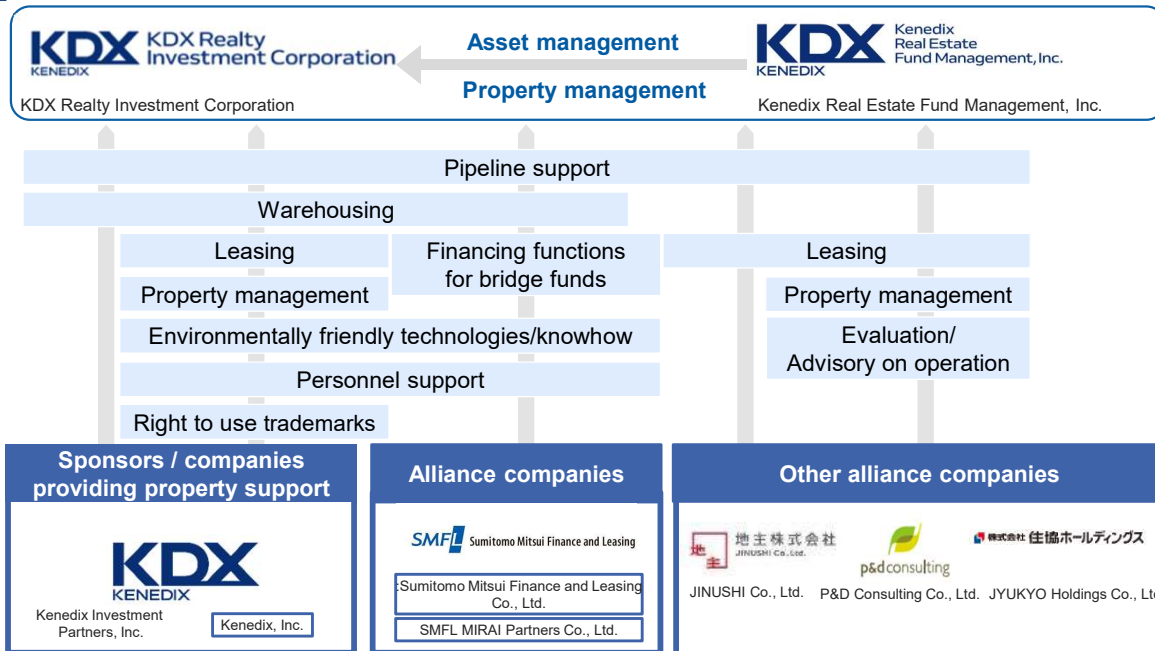 KDX KENEDIX
KDX Realty
Investment Corporation
Asset management
KDX KENEDIX
Kenedix
Real Estate
Fund Management, Inc.
Property management
KDX Realty Investment Corporation
Kenedix Real Estate Fund Management, Inc.
Pipeline support
Warehousing
Leasing
Financing functions
for bridge funds
Leasing
Property management
Property management
Environmentally friendly technologies/knowhow
Evaluation/
Advisory on operation
Personnel support
Right to use trademarks
Sponsors / companies
providing property support
Alliance companies
Other alliance companies
KDX
KENEDIX
Kenedix Investment
Partners, Inc.
Kenedix, Inc.
SMFL Sumitomo Mitsui Finance and Leasing
:Sumitomo Mitsui Finance and Leasing
Co., Ltd.
SMFL MIRAI Partners Co., Ltd.
地主
地主株式会社
JINUSHI Co., Ltd.
p&d consulting
株式会社 住協ホールディングス
JINUSHI Co., Ltd.
P&D Consulting Co., Ltd.
JYUKYO Holdings Co., Lt